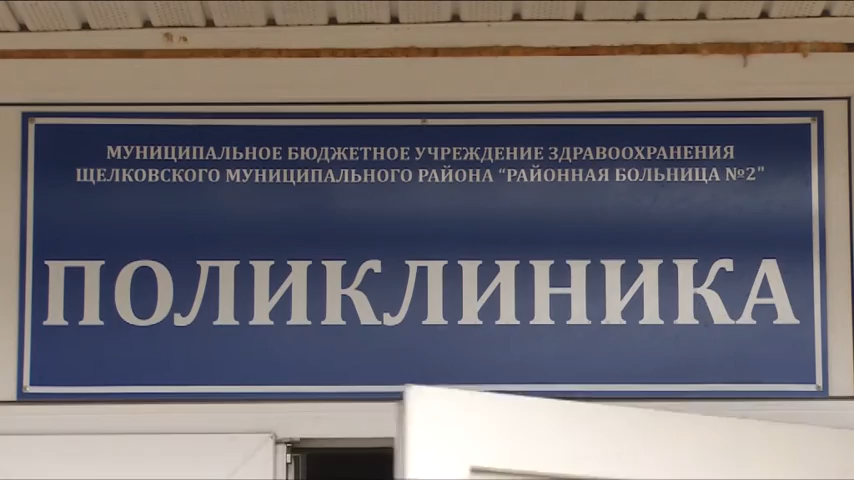 МУНИЦИПАЛЬНОЕ БЮДЖЕТНОЕ УЧРЕЖДЕНИЕ ЗДРАВООХРАНЕНИЯ
ЩЕЛКОВСКОГО МУНИЦИПАЛЬНОГО РАЙОНА "РАЙОННАЯ БОЛЬНИЦА №2"
ПОЛИКЛИНИКА